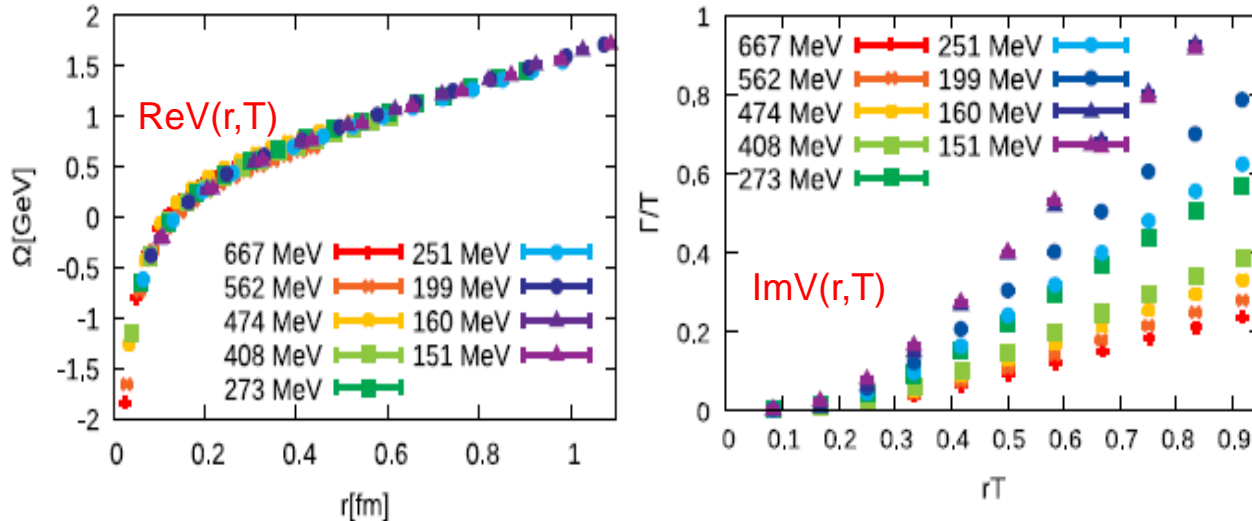 2
1.5
1
0.5
0
-0.5
-1
-1.5
-2
Ω[GeV]
ReV(r,T)
667 MeV 251 MeV
562 MeV 199 MeV
474 MeV 160 MeV
408 MeV 151 MeV
273 MeV
0 0.2 0.4 0.6 0.8 1
r[fm]
1
0.8
0.6
0.4
0.2
0
Γ/T
667 MeV 251 MeV
562 MeV 199 MeV
474 MeV 160 MeV
408 MeV 151 MeV
273 MeV
ImV(r,T)
0 0.1 0.2 0.3 0.4 0.5 0.6 0.7 0.8 0.9
rT